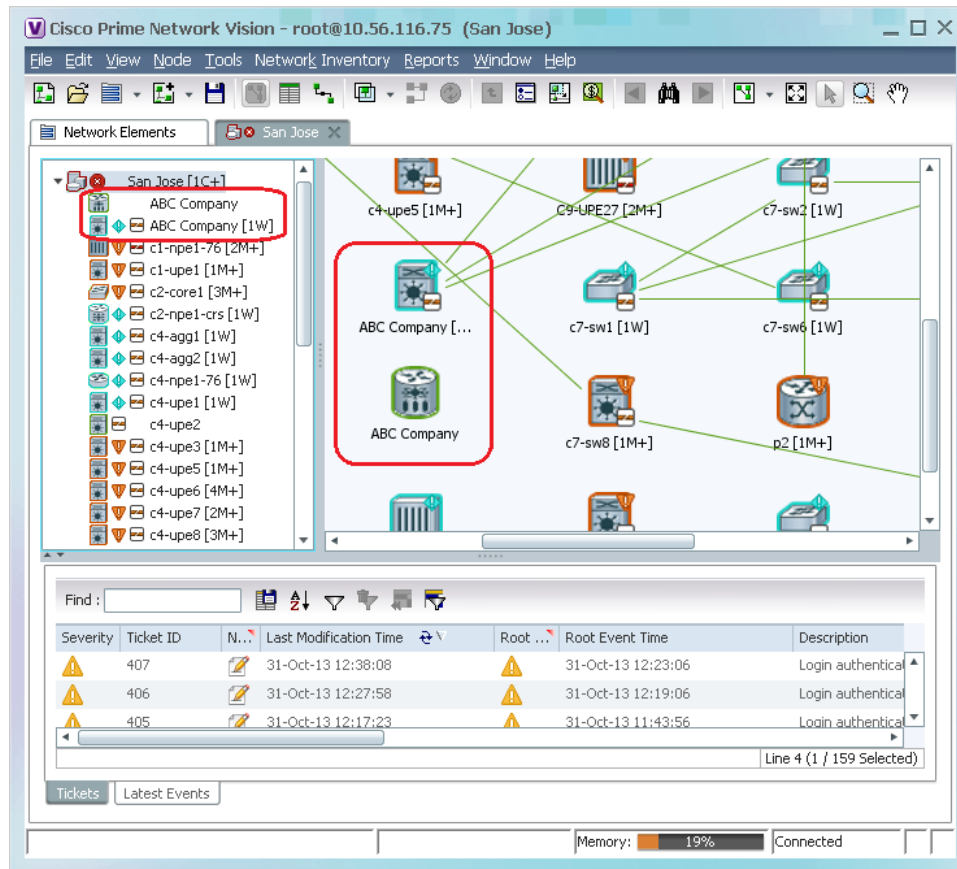 Cisco Prime Network Vision - root@10.56.116.75 (San Jose)
File Edit View Node Tools Network Inventory Reports Window Help
Network Elements
San Jose
San Jose [1C+]
ABC Company
ABC Company [1W]
c1-npe1-76 [2M+]
c1-upe1 [1M+]
c2-core1 [3M+]
c2-npe1-crs [1W]
c4-agg1 [1W]
c4-agg2 [1W]
c4-npe1-76 [1W]
c4-upe1 [1W]
c4-upe2
c4-upe3 [1M+]
c4-upe5 [1M+]
c4-upe6 [4M+]
c4-upe7 [2M+]
c4-upe8 [3M+]
c4-upe5 [1M+]
C9-UPE27 [2M+]
c7-sw2 [1W]
ABC Company [...
c7-sw1 [1W]
c7-sw6 [1W]
ABC Company
c7-sw8 [1M+]
p2 [1M+]
Find :
Severity Ticket ID N... Last Modification Time Root ... Root Event Time Description
407 31-Oct-13 12:38:08 31-Oct-13 12:23:06 Login authentica
406 31-Oct-13 12:27:58 31-Oct-13 12:19:06 Login authentica
405 31-Oct-13 12:17:23 31-Oct-13 11:43:56 Login authentica
Line 4 (1 / 159 Selected)
Tickets
Latest Events
Memory: 19% Connected